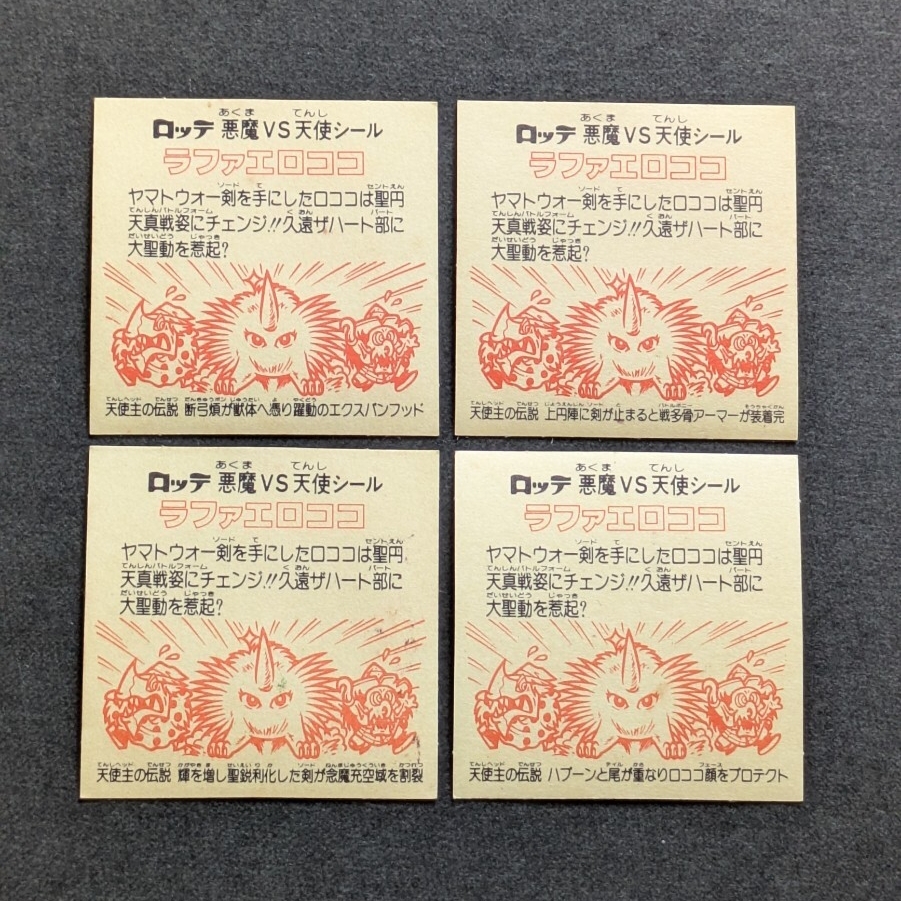 ロッテ 悪魔VS天使シール
ラファエロココ
ヤマトウォー剣を手にしたロココは聖円
天真戦姿にチェンジ!!久遠ザハート部に
大聖動を惹起?
天使主の伝説 断弓煩が獣体へ憑り躍動のエクスパンフッド
ロッテ 悪魔VS天使シール
ラファエロココ
ヤマトウォー剣を手にしたロココは聖円
天真戦姿にチェンジ!!久遠ザハート部に
大聖動を惹起?
天使主の伝説 上円陣に剣が止まると戦多骨アーマーが装着完
ロッテ 悪魔VS天使シール
ラファエロココ
ヤマトウォー剣を手にしたロココは聖円
天真戦姿にチェンジ!!久遠ザハート部に
大聖動を惹起?
天使主の伝説 輝を増し聖鋭利化した剣が念魔充空域を割裂
ロッテ 悪魔VS天使シール
ラファエロココ
ヤマトウォー剣を手にしたロココは聖円
天真戦姿にチェンジ!!久遠ザハート部に
大聖動を惹起?
天使主の伝説 ハブーンと尾が重なりロココ顔をプロテクト